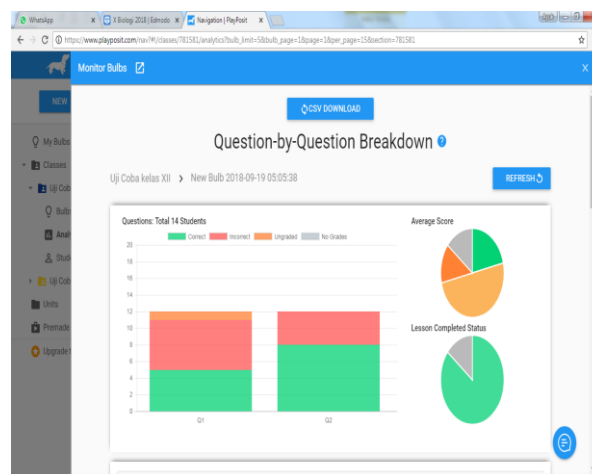 WhatsApp
X Biologi 2018 | Edmodo
Navigation | PlayPosit
https://www.playposit.com/nav?#/classes/781581/analytics?bulb_limit=5&bulb_page=1&page=1&per_page=15&section=781581
Monitor Bulbs
X
NEW
CSV DOWNLOAD
Question-by-Question Breakdown ?
My Bulbs
Classes
Uji Cob
Bulbs
Anal
Stud
Uji Cob
Units
Premade
Upgrade t
Uji Coba kelas XII > New Bulb 2018-09-19 05:05:38
REFRESH
Questions: Total 14 Students
Correct Incorrect Ungraded No Grades
20
18
16
14
12
10
8
6
4
2
0
Q1 Q2
Average Score
Lesson Completed Status